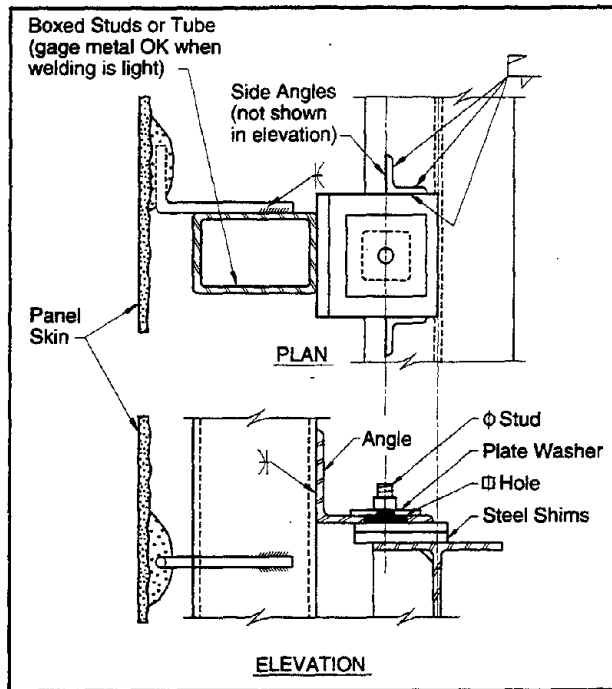 Boxed Studs or Tube
(gage metal OK when
welding is light)
Side Angles
(not shown
in elevation)
Panel
Skin
PLAN
ϕ Stud
Angle
Plate Washer
⌷ Hole
Steel Shims
ELEVATION